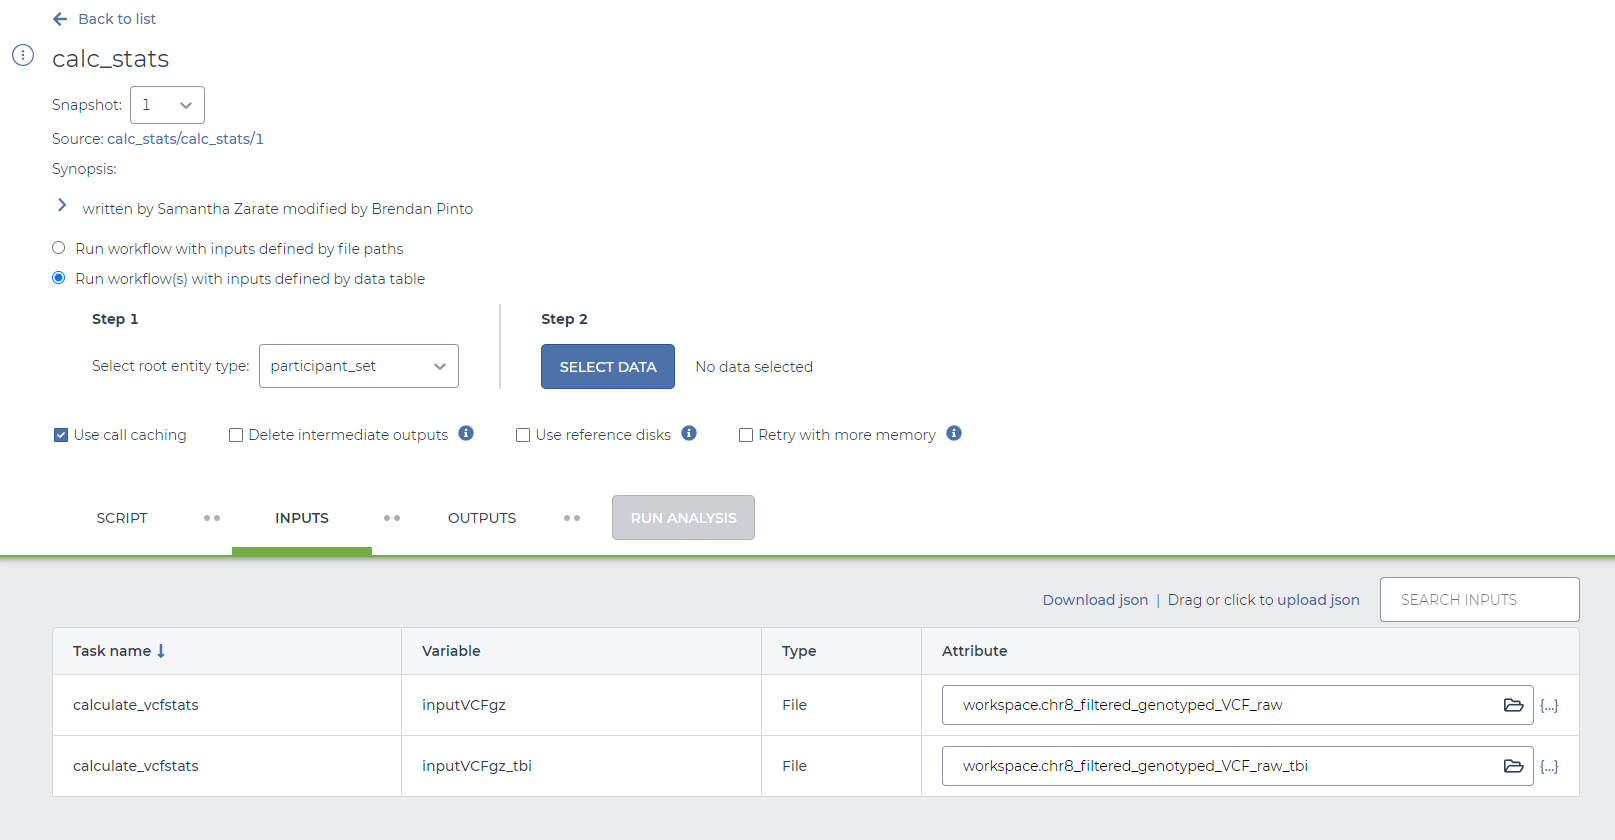 Back to list
calc_stats
Snapshot: 1
Source: calc_stats/calc_stats/1
Synopsis:
written by Samantha Zarate modified by Brendan Pinto
Run workflow with inputs defined by file paths
Run workflow(s) with inputs defined by data table
Step 1
Select root entity type: participant_set
Step 2
SELECT DATA No data selected
Use call caching Delete intermediate outputs Use reference disks Retry with more memory
SCRIPT INPUTS OUTPUTS RUN ANALYSIS
Download json | Drag or click to upload json SEARCH INPUTS
Task name Variable Type Attribute
calculate_vcfstats inputVCFgz File workspace.chr8_filtered_genotyped_VCF_raw {...}
calculate_vcfstats inputVCFgz_tbi File workspace.chr8_filtered_genotyped_VCF_raw_tbi {...}